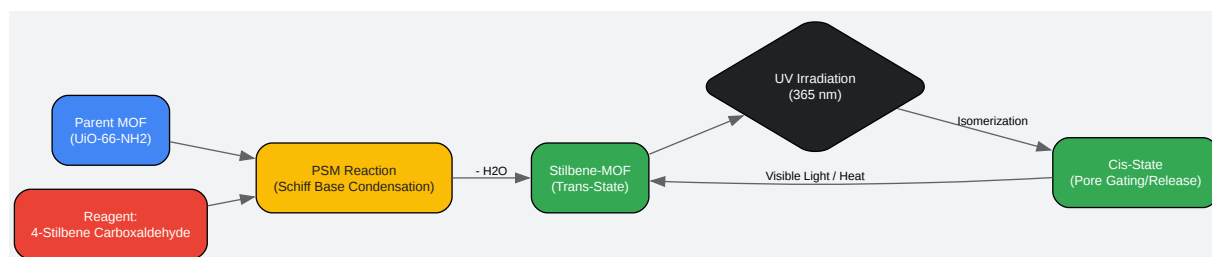 Parent MOF
(UiO-66-NH2)
Reagent:
4-Stilbene Carboxaldehyde
PSM Reaction
(Schiff Base Condensation)
- H2O
Stilbene-MOF
(Trans-State)
UV Irradiation
(365 nm)
Isomerization
Cis-State
(Pore Gating/Release)
Visible Light / Heat